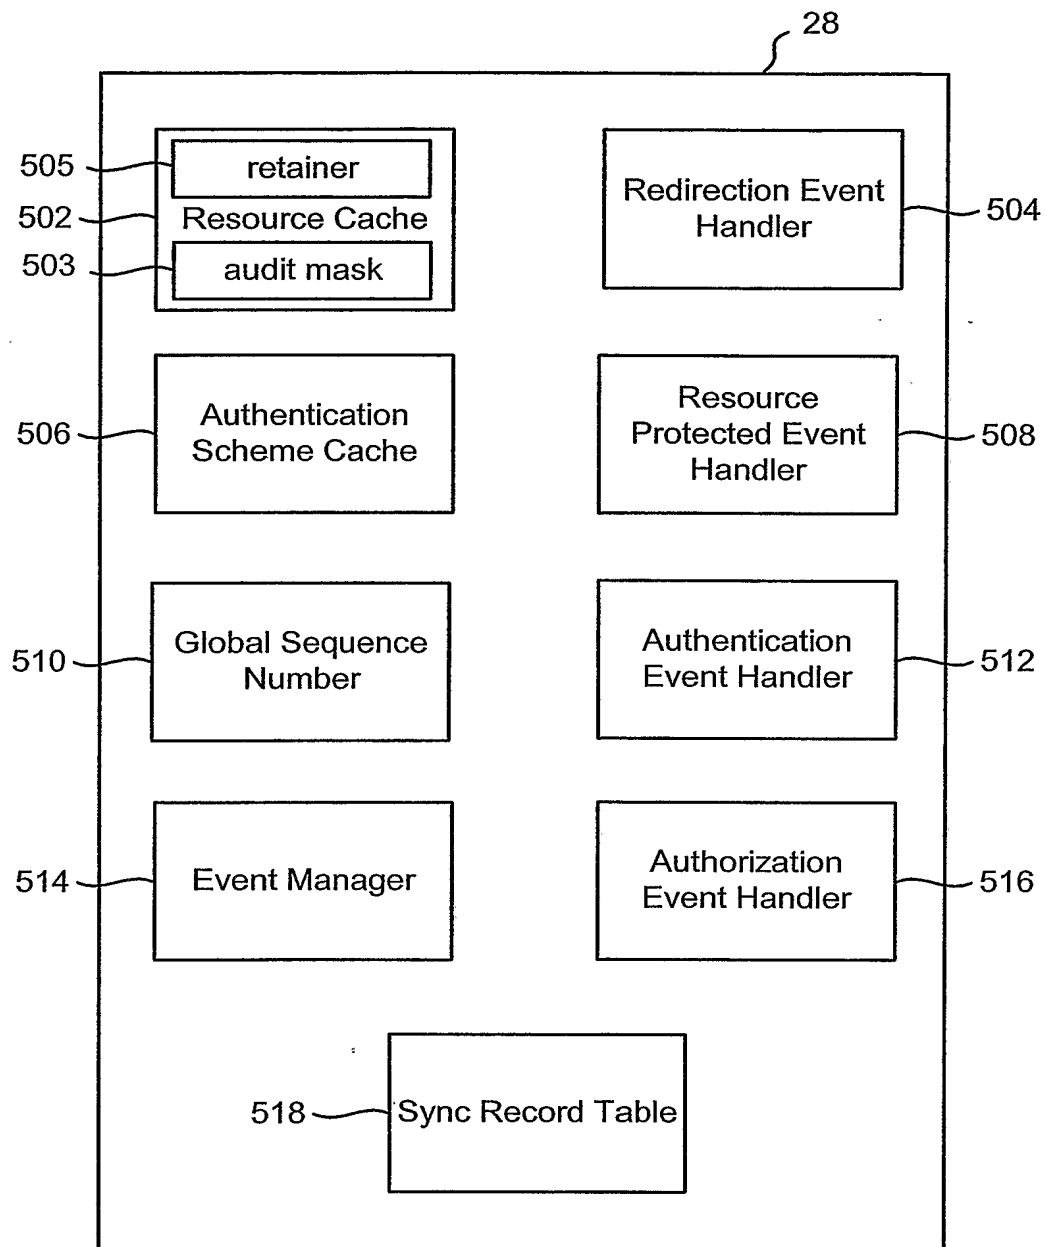 28
505
retainer
502
Resource Cache
503
audit mask
Redirection Event
Handler
504
506
Authentication
Scheme Cache
Resource
Protected Event
Handler
508
510
Global Sequence
Number
Authentication
Event Handler
512
514
Event Manager
Authorization
Event Handler
516
518
Sync Record Table